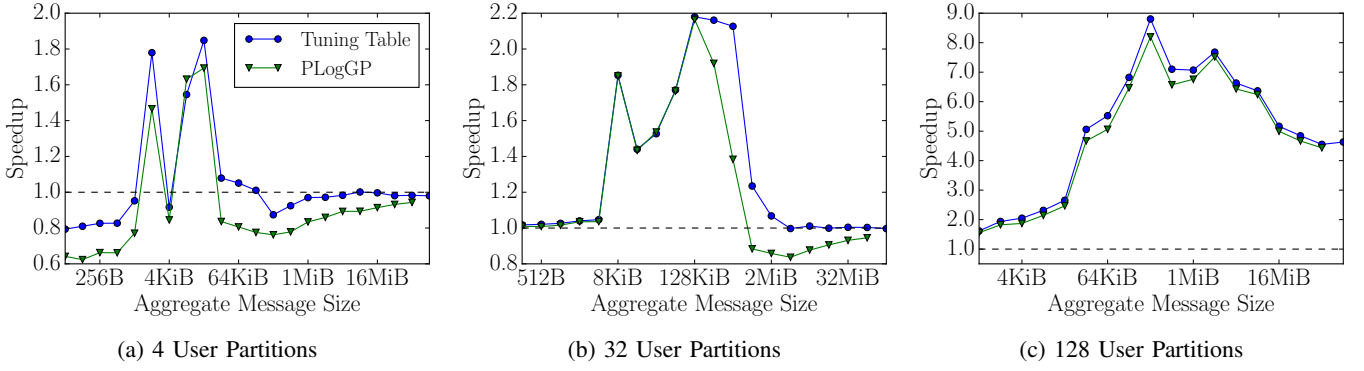 2.0
1.8
1.6
1.4
1.2
1.0
0.8
0.6
Speedup
Tuning Table
PLogGP
256B 4KiB 64KiB 1MiB 16MiB
Aggregate Message Size
(a) 4 User Partitions
2.2
2.0
1.8
1.6
1.4
1.2
1.0
0.8
Speedup
512B 8KiB 128KiB 2MiB 32MiB
Aggregate Message Size
(b) 32 User Partitions
9.0
8.0
7.0
6.0
5.0
4.0
3.0
2.0
1.0
Speedup
4KiB 64KiB 1MiB 16MiB
Aggregate Message Size
(c) 128 User Partitions